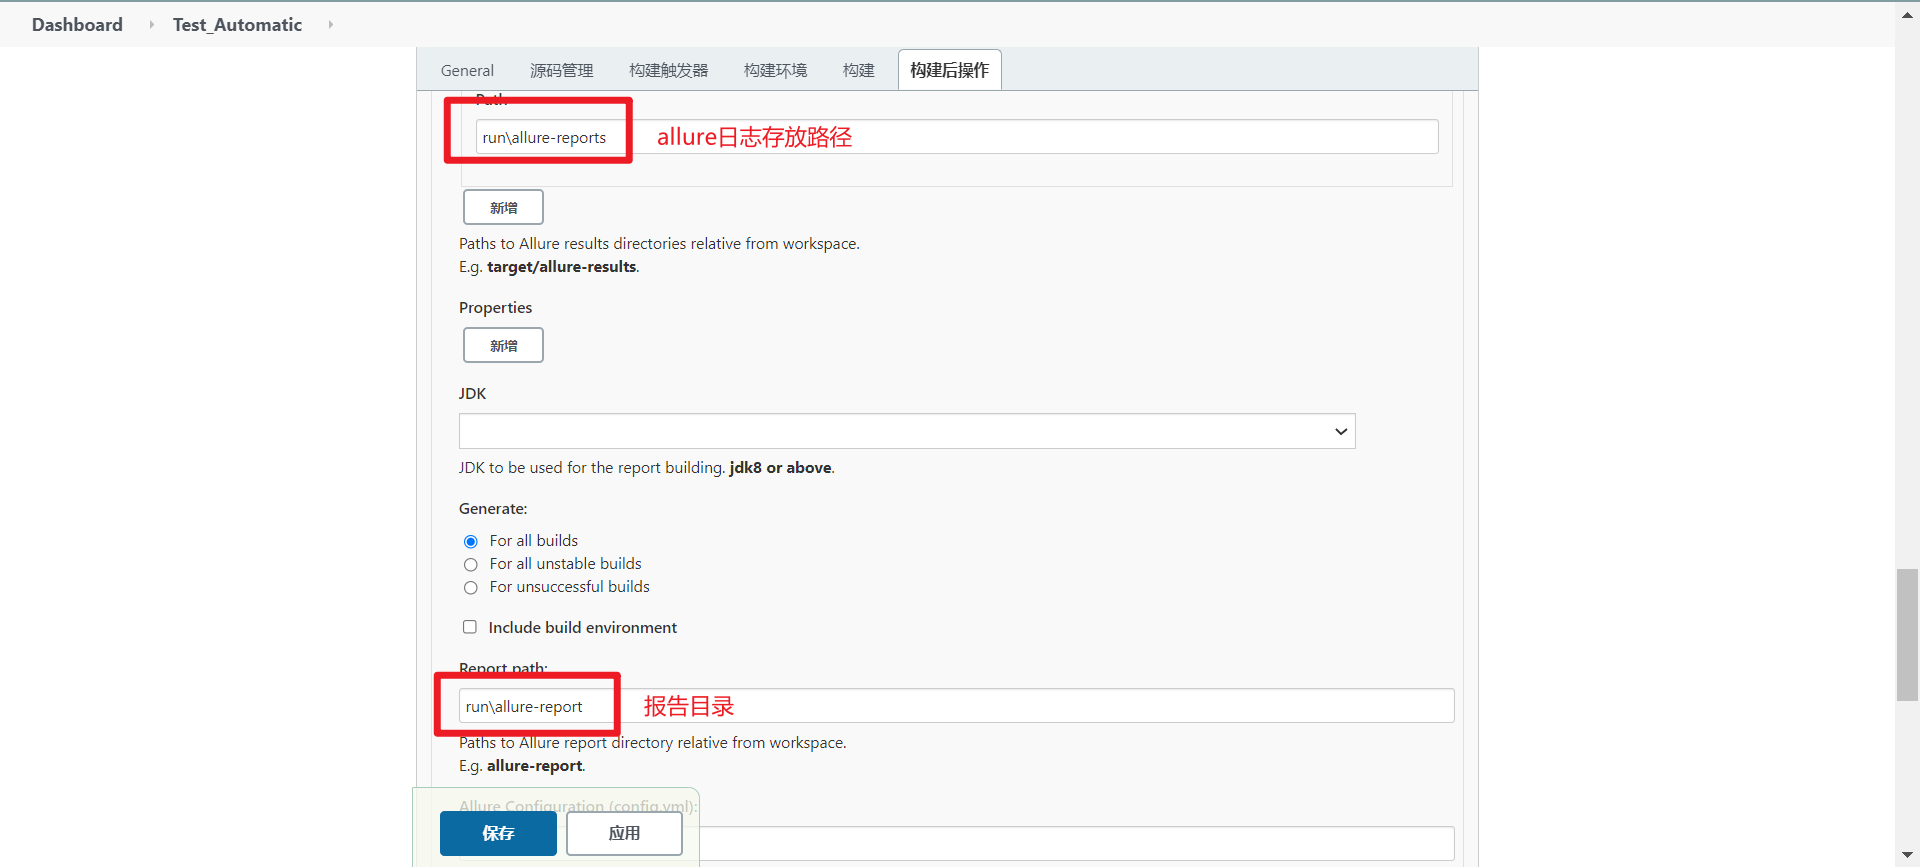 Dashboard Test_Automatic
General 源码管理 构建触发器 构建环境 构建 构建后操作
Path
run\allure-reports allure日志存放路径
新增
Paths to Allure results directories relative from workspace.
E.g. target/allure-results.
Properties
新增
JDK
JDK to be used for the report building. jdk8 or above.
Generate:
For all builds
For all unstable builds
For unsuccessful builds
Include build environment
Report path:
run\allure-report 报告目录
Paths to Allure report directory relative from workspace.
E.g. allure-report.
Allure Configuration (config.yml):
保存 应用